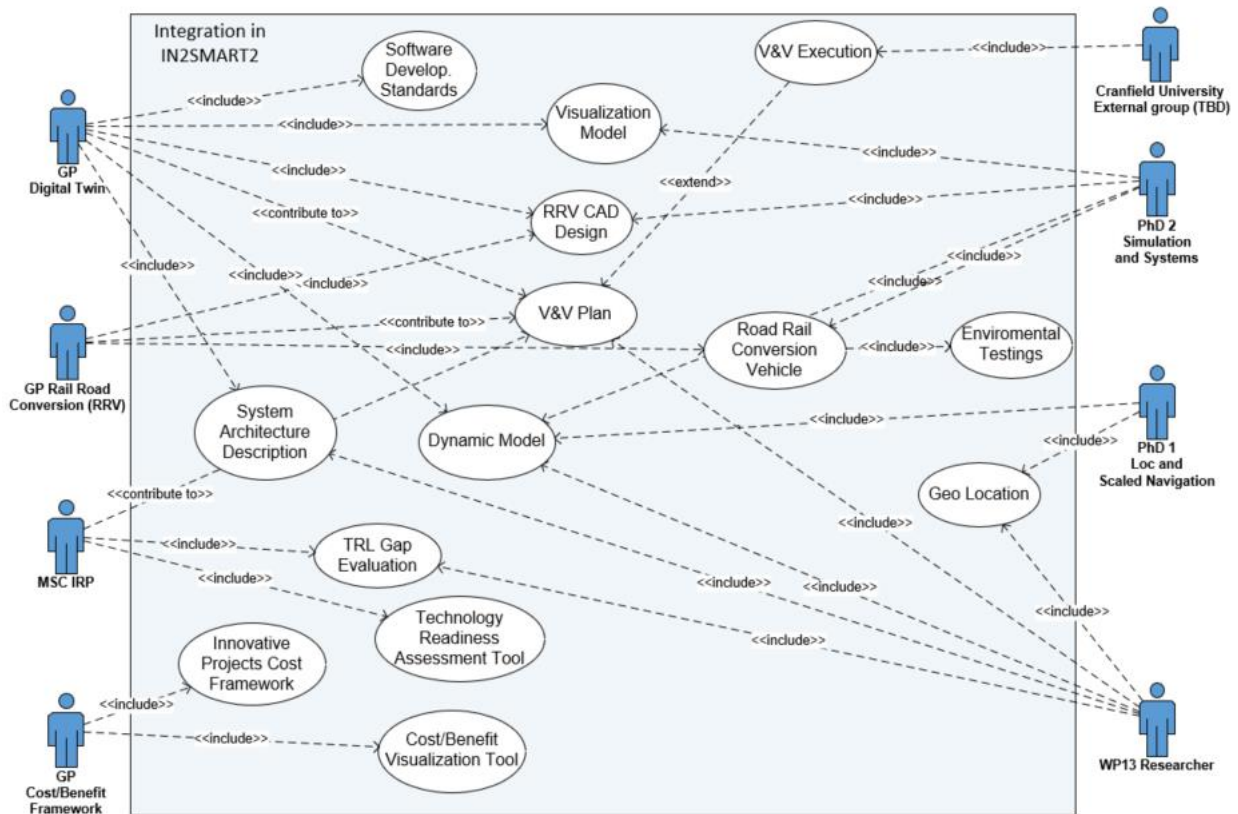 Integration in
IN2SMART2
Software
Develop.
Standards
V&V Execution
<<include>>
Cranfield University
External group (TBD)
<<include>>
GP
Digital Twin
<<include>>
Visualization
Model
<<include>>
<<include>>
<<extend>>
<<contribute to>>
RRV CAD
Design
<<include>>
PhD 2
Simulation
and Systems
<<include>>
<<include>>
<<include>>
<<include>>
V&V Plan
<<contribute to>>
<<include>>
GP Rail Road
Conversion (RRV)
Road Rail
Conversion
Vehicle
<<include>>
Enviromental
Testings
System
Architecture
Description
Dynamic Model
<<include>>
<<include>>
PhD 1
Loc and
Scaled Navigation
<<contribute to>>
Geo Location
<<include>>
MSC IRP
<<include>>
TRL Gap
Evaluation
<<include>>
<<include>>
<<include>>
Technology
Readiness
Assessment Tool
<<include>>
<<include>>
Innovative
Projects Cost
Framework
<<include>>
GP
Cost/Benefit
Framework
<<include>>
Cost/Benefit
Visualization Tool
WP13 Researcher